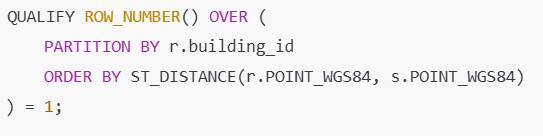 QUALIFY ROW_NUMBER() OVER (
    PARTITION BY r.building_id
    ORDER BY ST_DISTANCE(r.POINT_WGS84, s.POINT_WGS84)
) = 1;